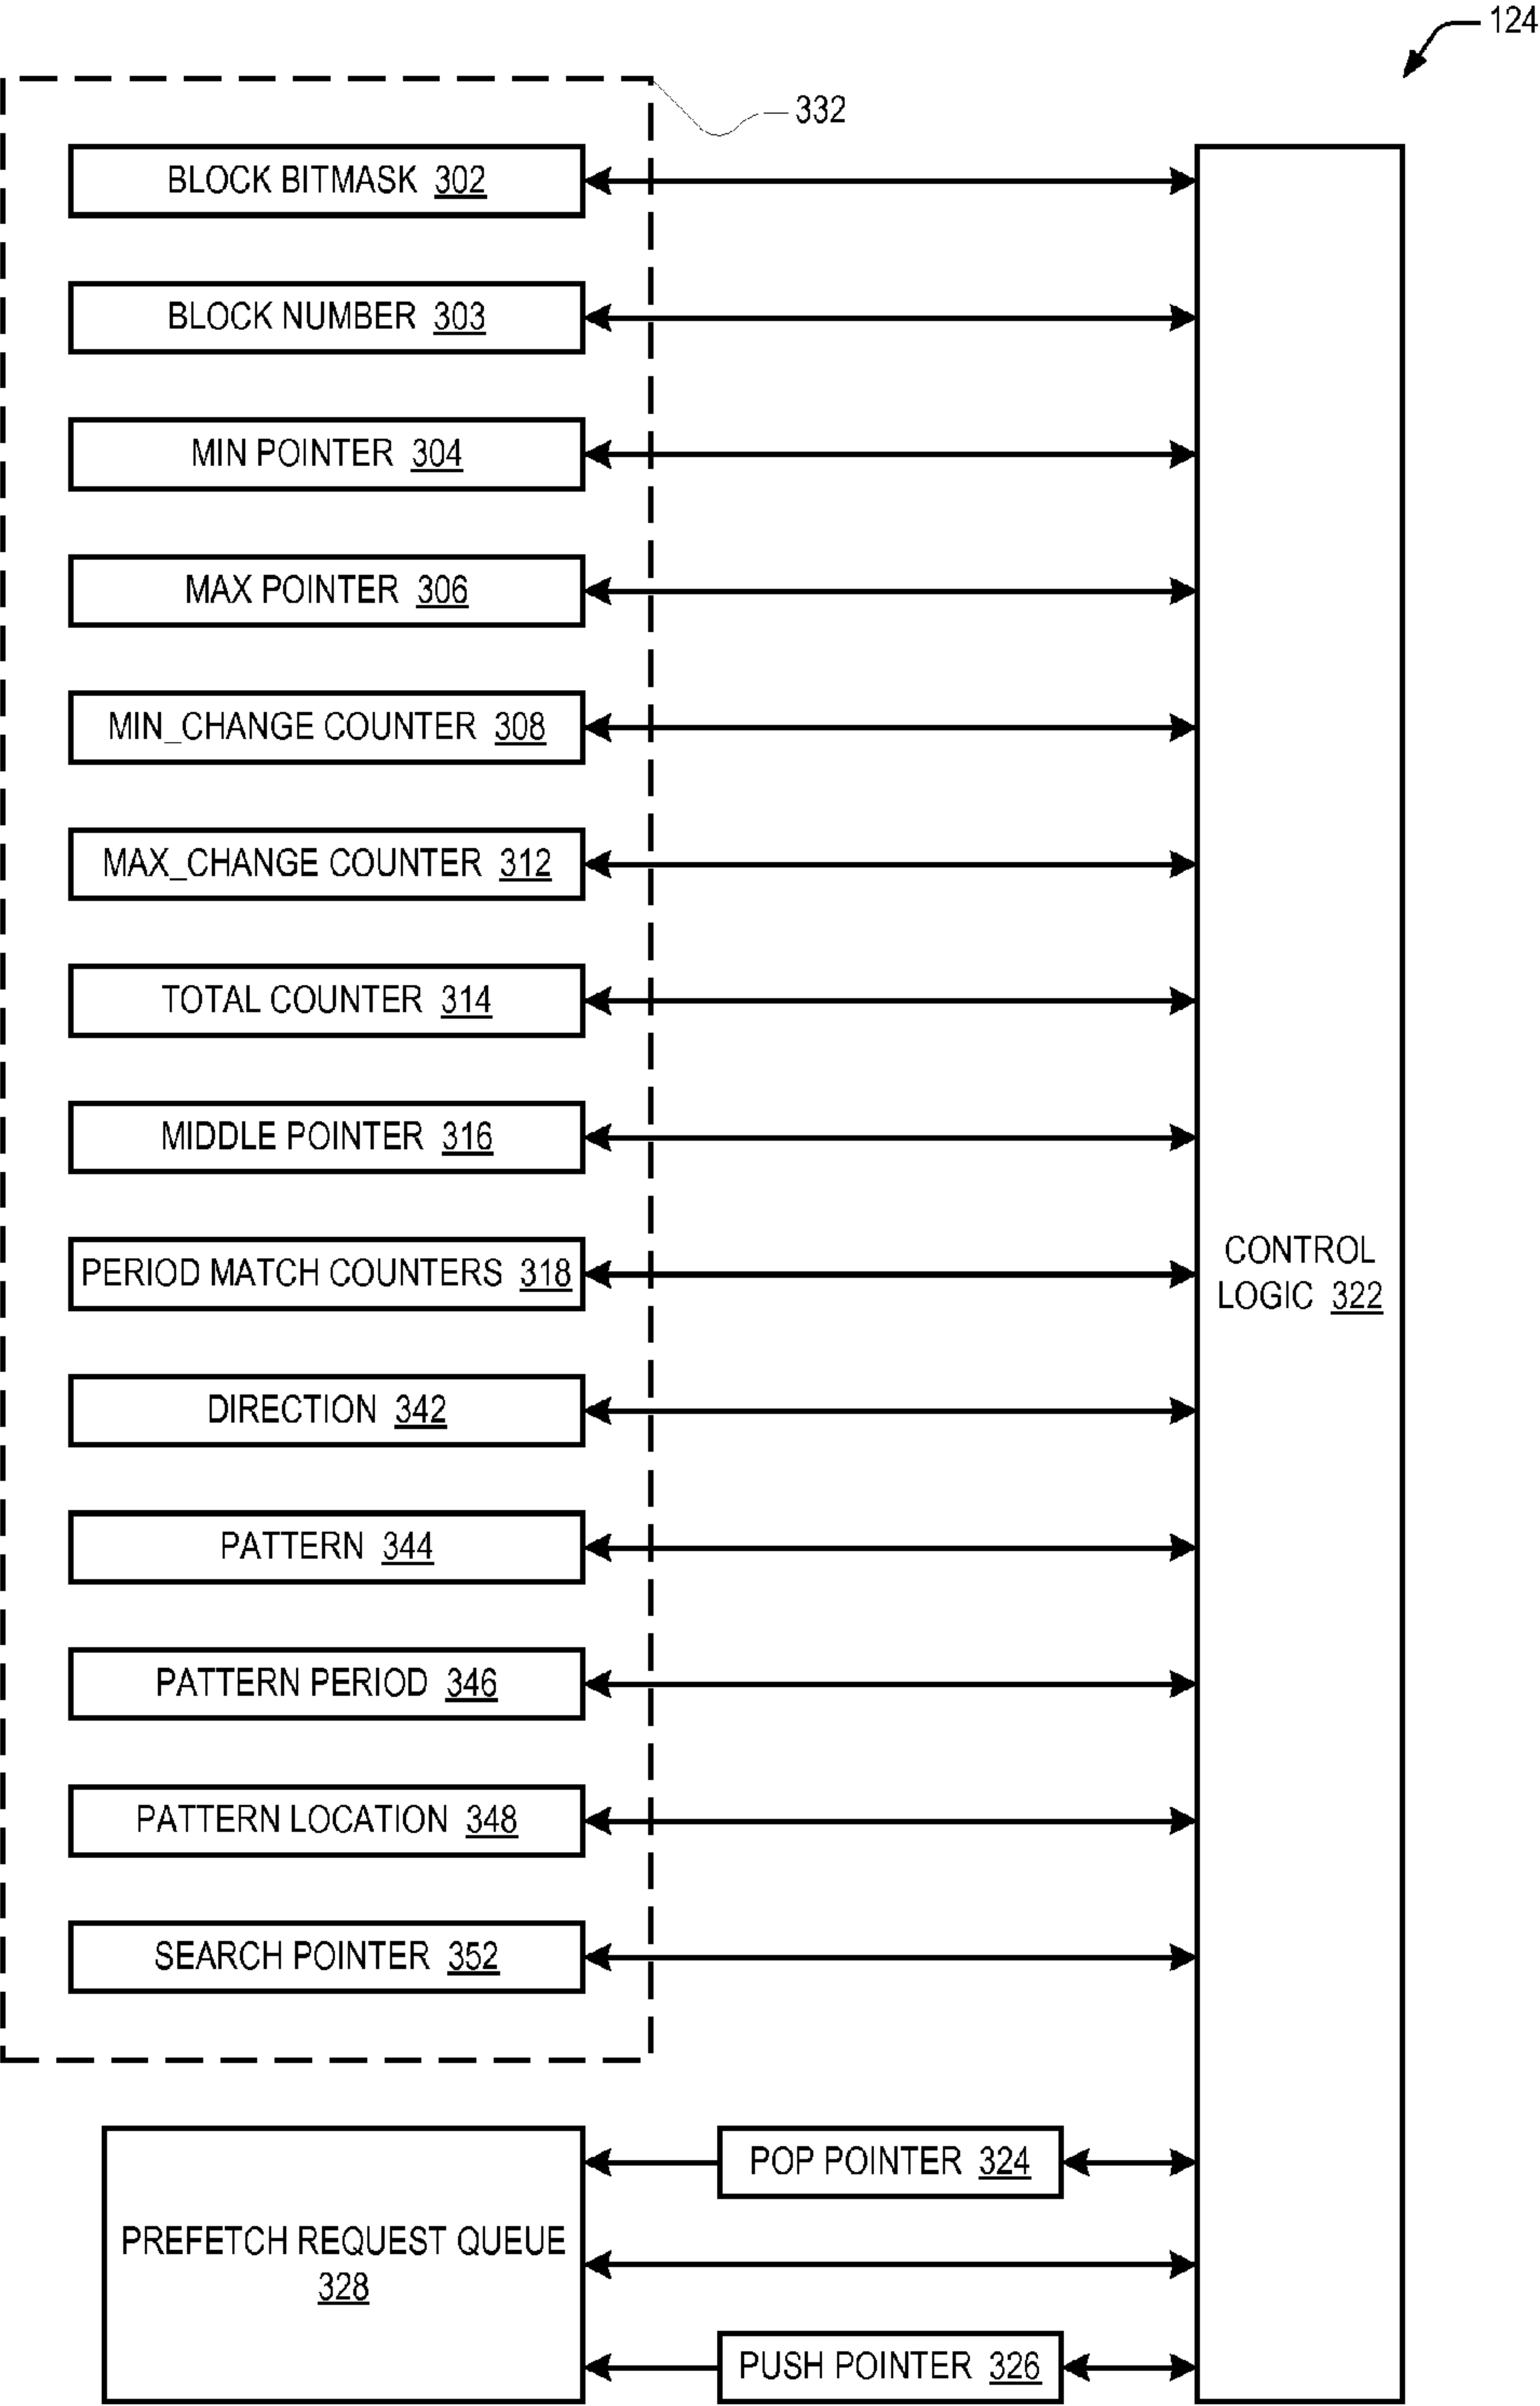 124
332
BLOCK BITMASK 302
BLOCK NUMBER 303
MIN POINTER 304
MAX POINTER 306
MIN_CHANGE COUNTER 308
MAX_CHANGE COUNTER 312
TOTAL COUNTER 314
MIDDLE POINTER 316
PERIOD MATCH COUNTERS 318
CONTROL
LOGIC 322
DIRECTION 342
PATTERN 344
PATTERN PERIOD 346
PATTERN LOCATION 348
SEARCH POINTER 352
POP POINTER 324
PREFETCH REQUEST QUEUE
328
PUSH POINTER 326